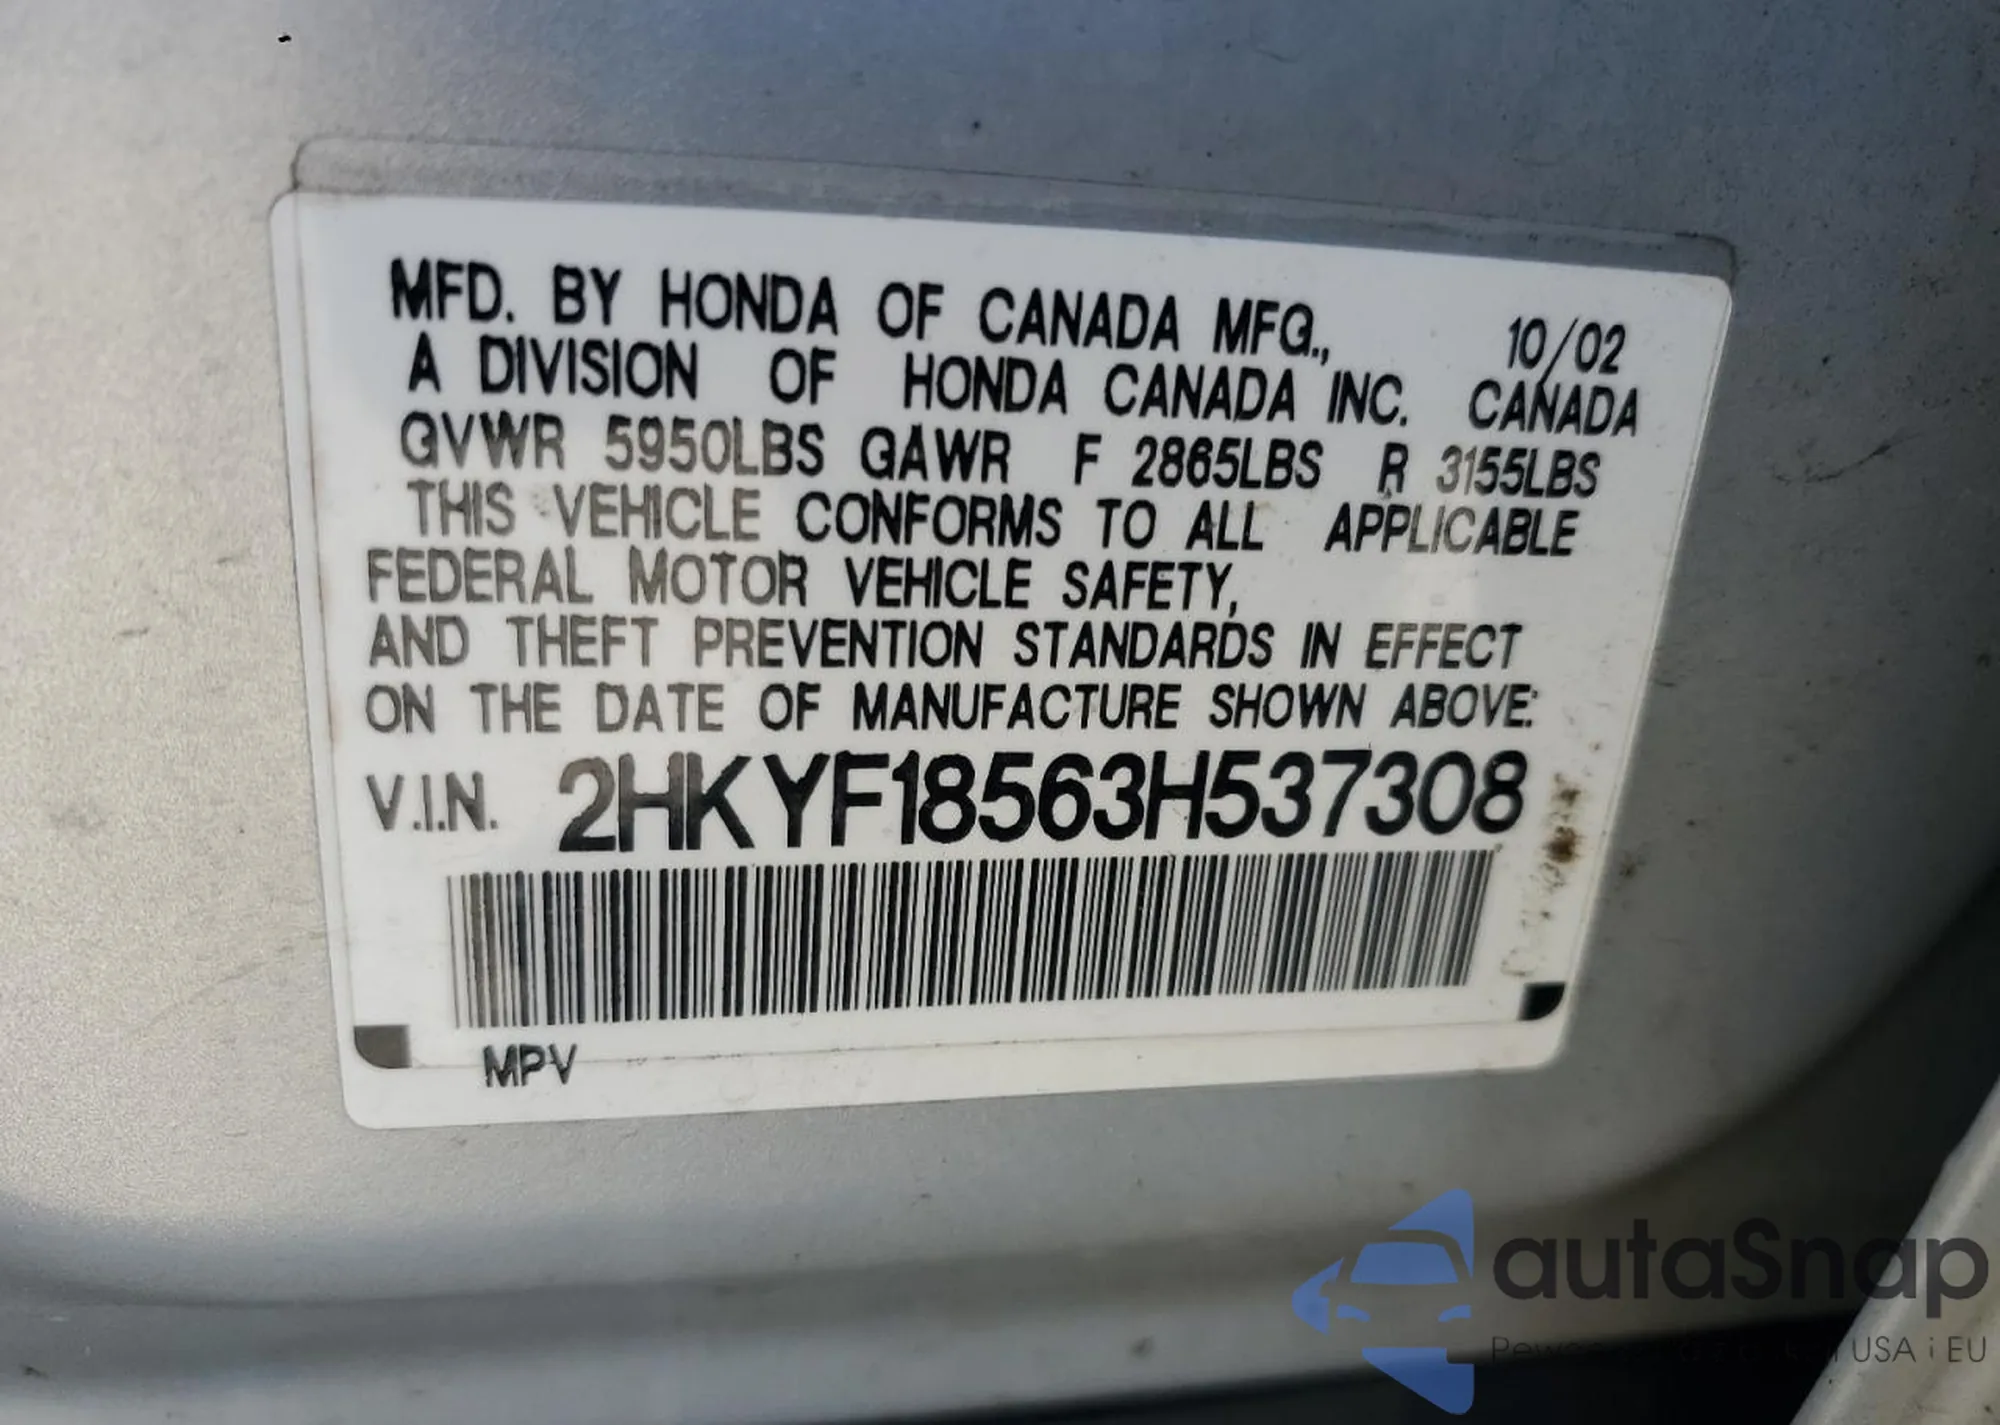 MFD. BY HONDA OF CANADA MFG., 10/02
A DIVISION OF HONDA CANADA INC. CANADA
GVWR 5950LBS GAWR F 2865LBS R 3155LBS
THIS VEHICLE CONFORMS TO ALL APPLICABLE
FEDERAL MOTOR VEHICLE SAFETY,
AND THEFT PREVENTION STANDARDS IN EFFECT
ON THE DATE OF MANUFACTURE SHOWN ABOVE:
V.I.N. 2HKYF18563H537308
MPV
autaSnap
USA i EU